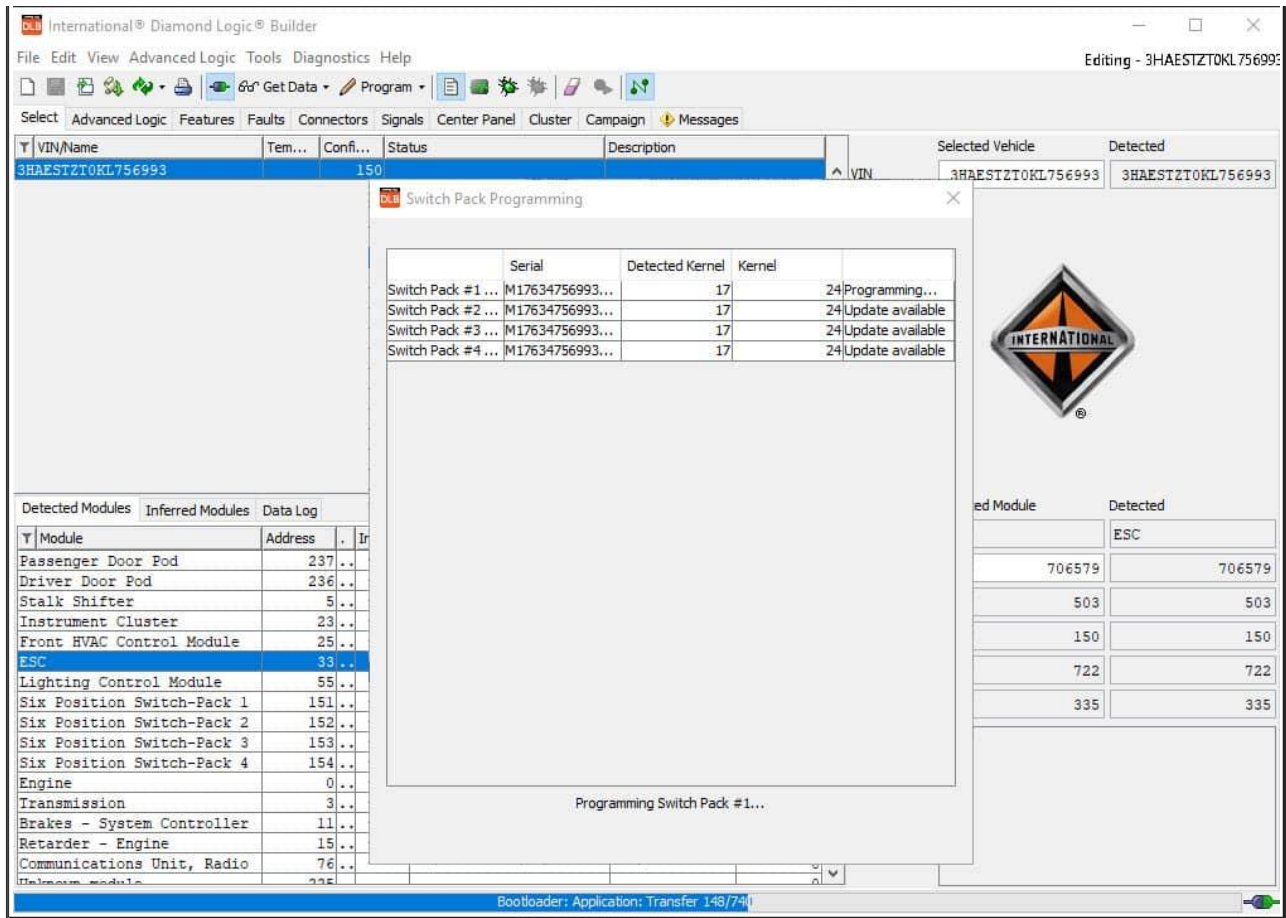 DLB International® Diamond Logic® Builder
File Edit View Advanced Logic Tools Diagnostics Help
Editing - 3HAESTZT0KL756993
Get Data Program
Select Advanced Logic Features Faults Connectors Signals Center Panel Cluster Campaign Messages
VIN/Name Tem... Confi... Status Description
Selected Vehicle Detected
3HAESTZT0KL756993 150
VIN 3HAESTZT0KL756993 3HAESTZT0KL756993
DLB Switch Pack Programming
Serial Detected Kernel Kernel
Switch Pack #1 ... M17634756993... 17 24 Programming...
Switch Pack #2 ... M17634756993... 17 24 Update available
Switch Pack #3 ... M17634756993... 17 24 Update available
Switch Pack #4 ... M17634756993... 17 24 Update available
Programming Switch Pack #1...
INTERNATIONAL
®
Detected Modules Inferred Modules Data Log
Module Address . Ir
Passenger Door Pod 237 ..
Driver Door Pod 236 ..
Stalk Shifter 5 ..
Instrument Cluster 23 ..
Front HVAC Control Module 25 ..
ESC 33 ..
Lighting Control Module 55 ..
Six Position Switch-Pack 1 151 ..
Six Position Switch-Pack 2 152 ..
Six Position Switch-Pack 3 153 ..
Six Position Switch-Pack 4 154 ..
Engine 0 ..
Transmission 3 ..
Brakes - System Controller 11 ..
Retarder - Engine 15 ..
Communications Unit, Radio 76 ..
ed Module Detected
ESC
706579 706579
503 503
150 150
722 722
335 335
Bootloader: Application: Transfer 148/740